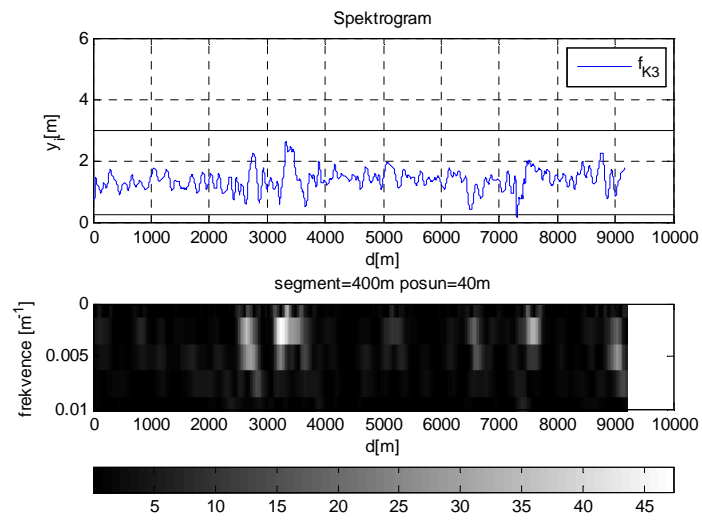 Spektrogram
6
4
2
0
y_i[m]
f_K3
0 1000 2000 3000 4000 5000 6000 7000 8000 9000 10000
d[m]
segment=400m posun=40m
0
0.005
0.01
frekvence [m^-1]
0 1000 2000 3000 4000 5000 6000 7000 8000 9000 10000
d[m]
5 10 15 20 25 30 35 40 45